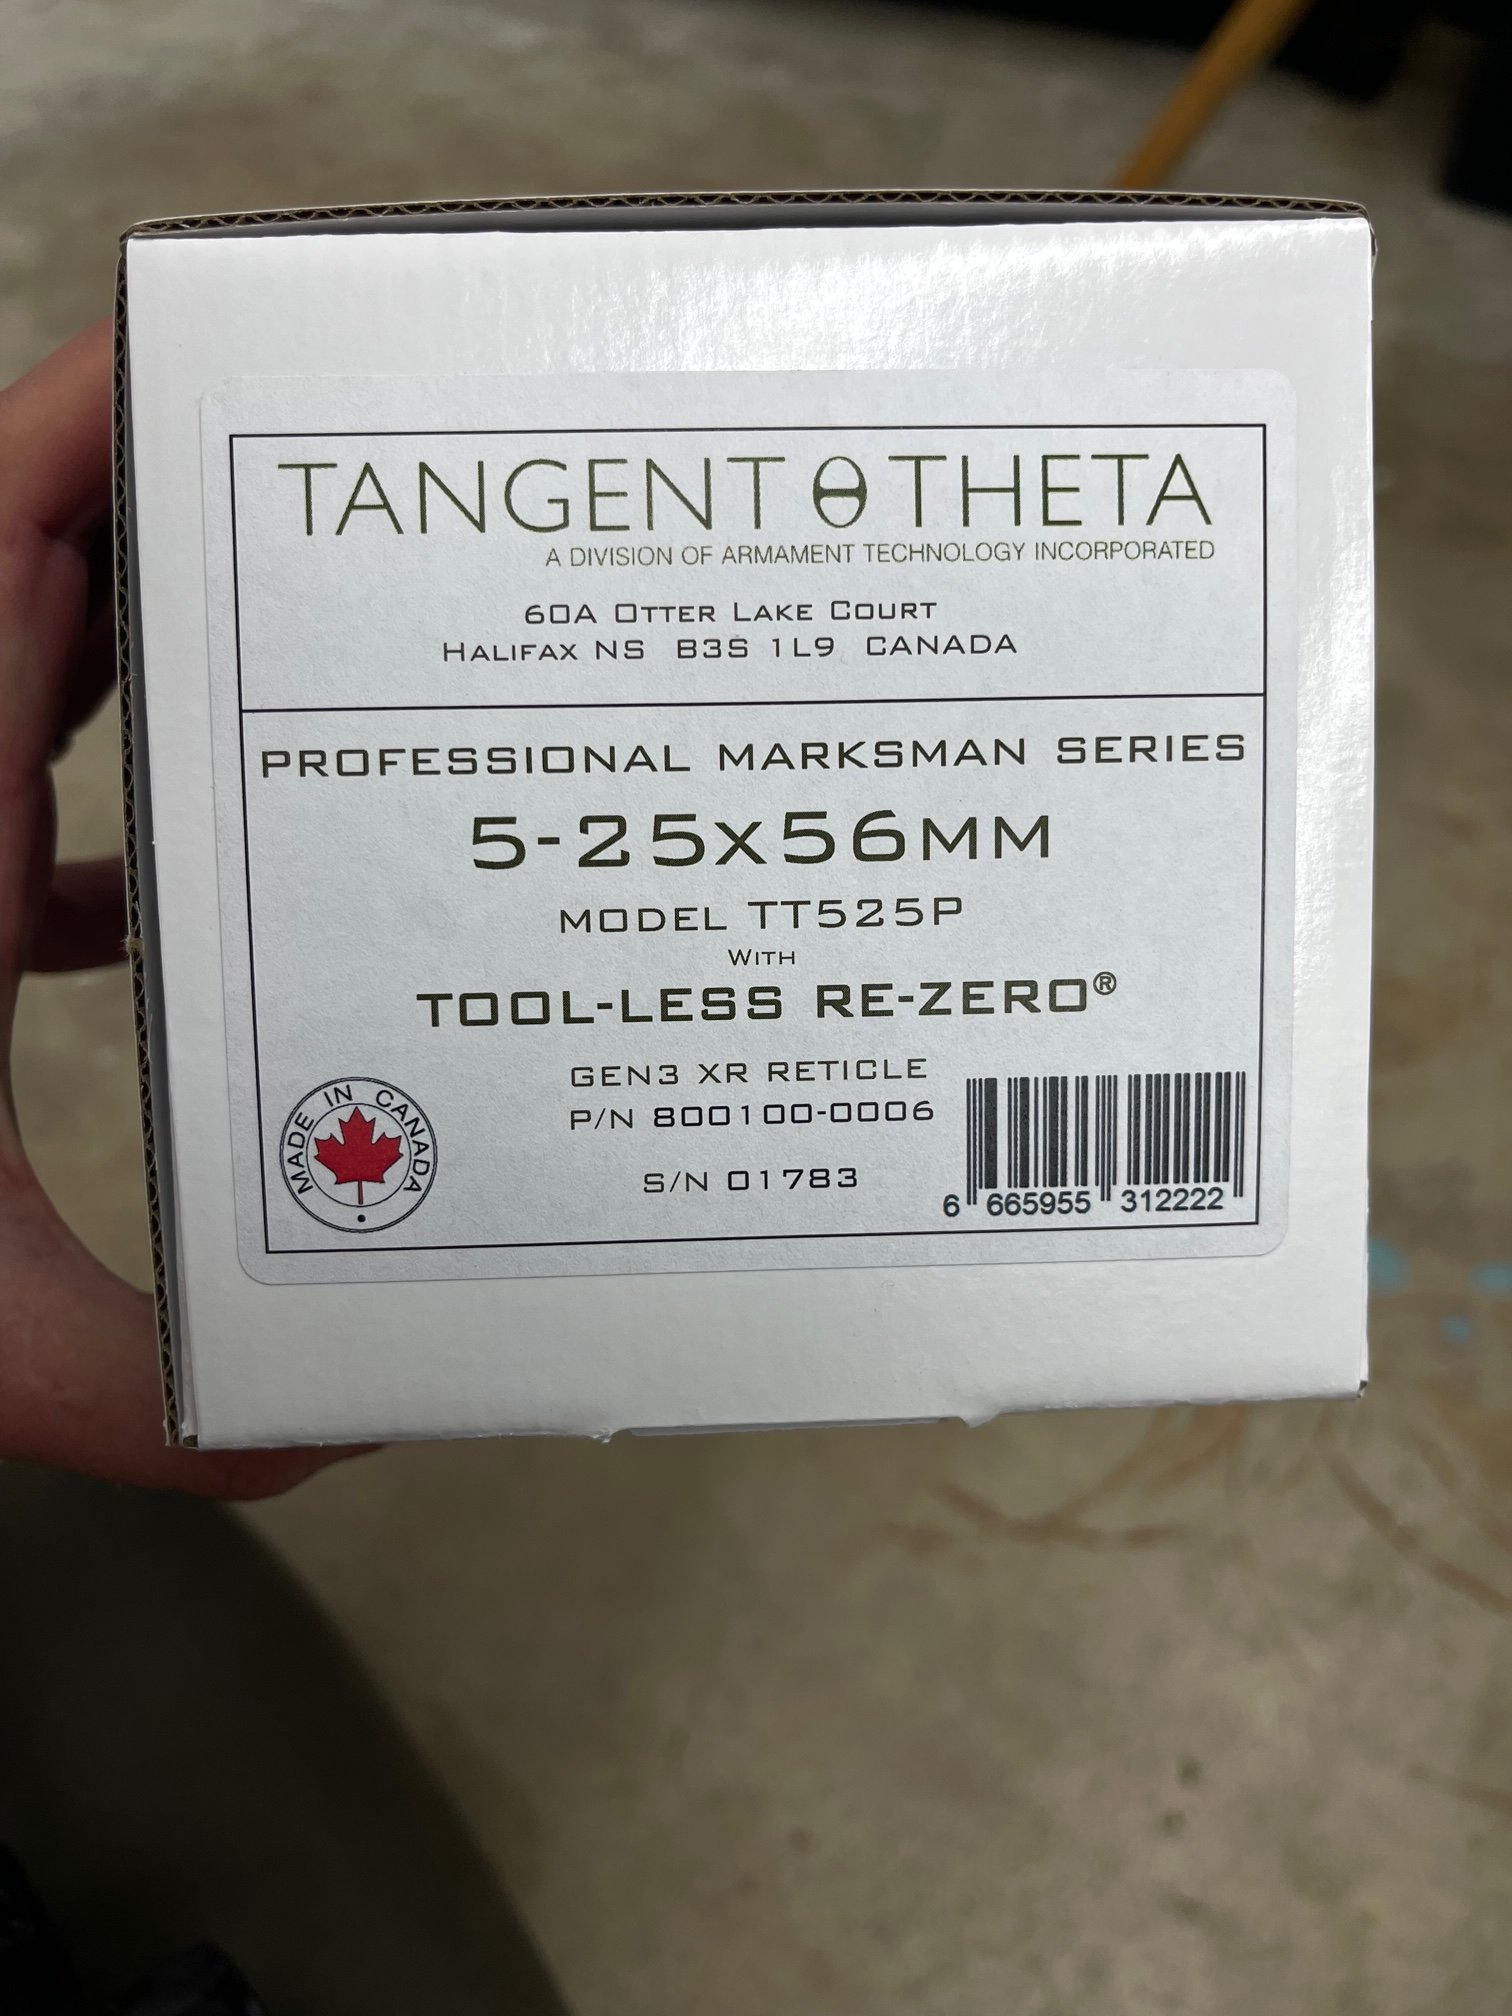 TANGENT θ THETA
A DIVISION OF ARMAMENT TECHNOLOGY INCORPORATED
60A OTTER LAKE COURT
HALIFAX NS B3S 1L9 CANADA
PROFESSIONAL MARKSMAN SERIES
5-25x56MM
MODEL TT525P
WITH
TOOL-LESS RE-ZERO®
GEN3 XR RETICLE
P/N 800100-0006
S/N 01783
MADE IN CANADA
6 665955 312222